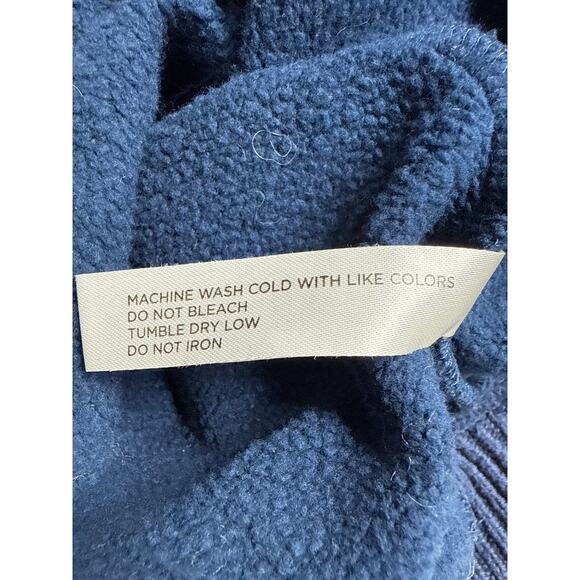 MACHINE WASH COLD WITH LIKE COLORS
DO NOT BLEACH
TUMBLE DRY LOW
DO NOT IRON